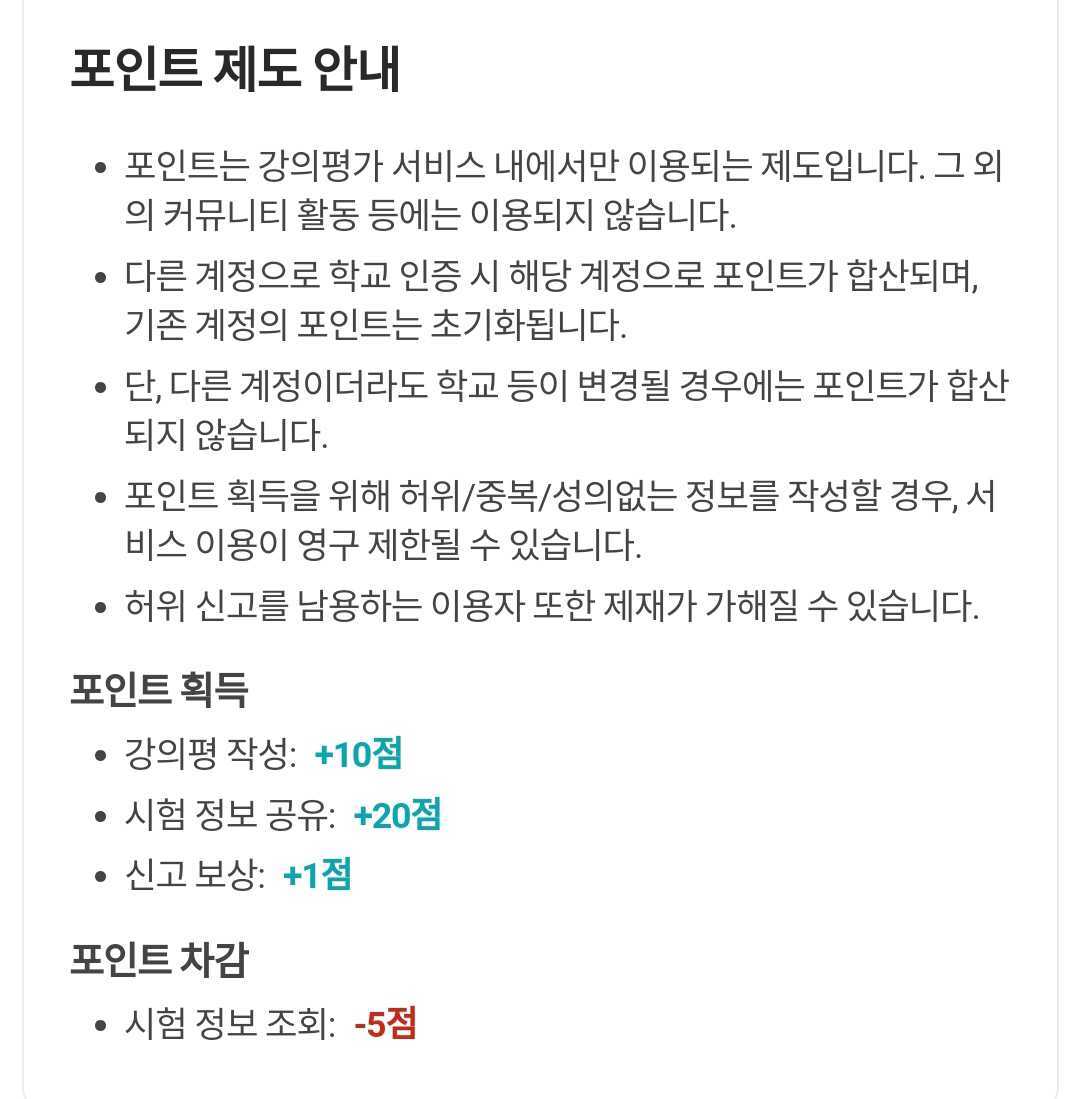 포인트 제도 안내
• 포인트는 강의평가 서비스 내에서만 이용되는 제도입니다. 그 외
의 커뮤니티 활동 등에는 이용되지 않습니다.
• 다른 계정으로 학교 인증 시 해당 계정으로 포인트가 합산되며,
기존 계정의 포인트는 초기화됩니다.
• 단, 다른 계정이더라도 학교 등이 변경될 경우에는 포인트가 합산
되지 않습니다.
• 포인트 획득을 위해 허위/중복/성의없는 정보를 작성할 경우, 서
비스 이용이 영구 제한될 수 있습니다.
• 허위 신고를 남용하는 이용자 또한 제재가 가해질 수 있습니다.
포인트 획득
• 강의평 작성: +10점
• 시험 정보 공유: +20점
• 신고 보상: +1점
포인트 차감
• 시험 정보 조회: -5점